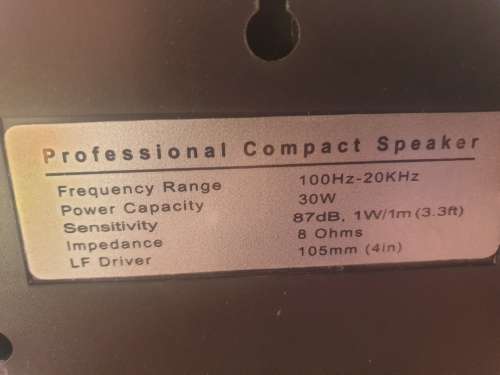 Professional Compact Speaker
Frequency Range 100Hz-20KHz
Power Capacity 30W
Sensitivity 87dB, 1W/1m (3.3ft)
Impedance 8 Ohms
LF Driver 105mm (4in)